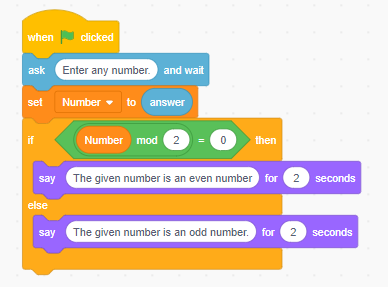 when clicked
ask Enter any number. and wait
set Number to answer
if Number mod 2 = 0 then
say The given number is an even number for 2 seconds
else
say The given number is an odd number. for 2 seconds